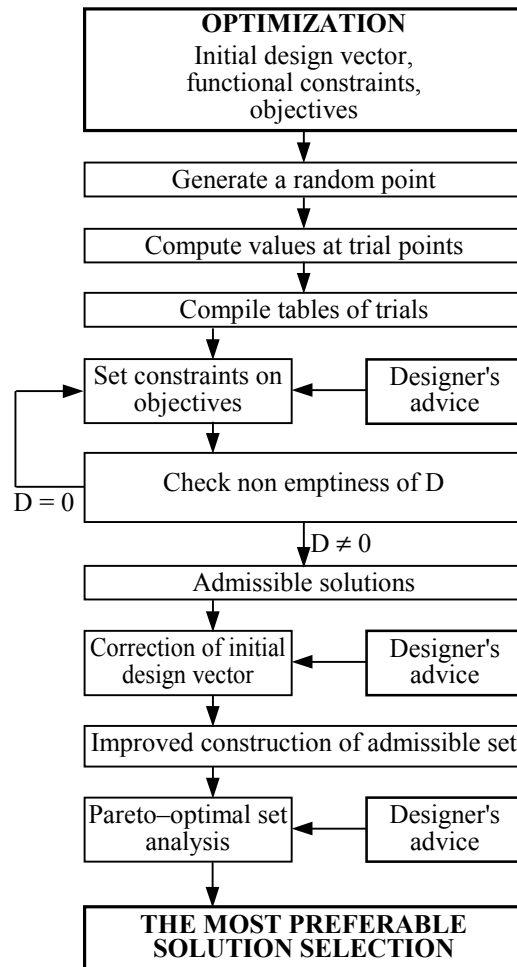 OPTIMIZATION
Initial design vector,
functional constraints,
objectives
Generate a random point
Compute values at trial points
Compile tables of trials
Set constraints on
objectives
Designer's
advice
Check non emptiness of D
D = 0
D ≠ 0
Admissible solutions
Correction of initial
design vector
Designer's
advice
Improved construction of admissible set
Pareto–optimal set
analysis
Designer's
advice
THE MOST PREFERABLE
SOLUTION SELECTION